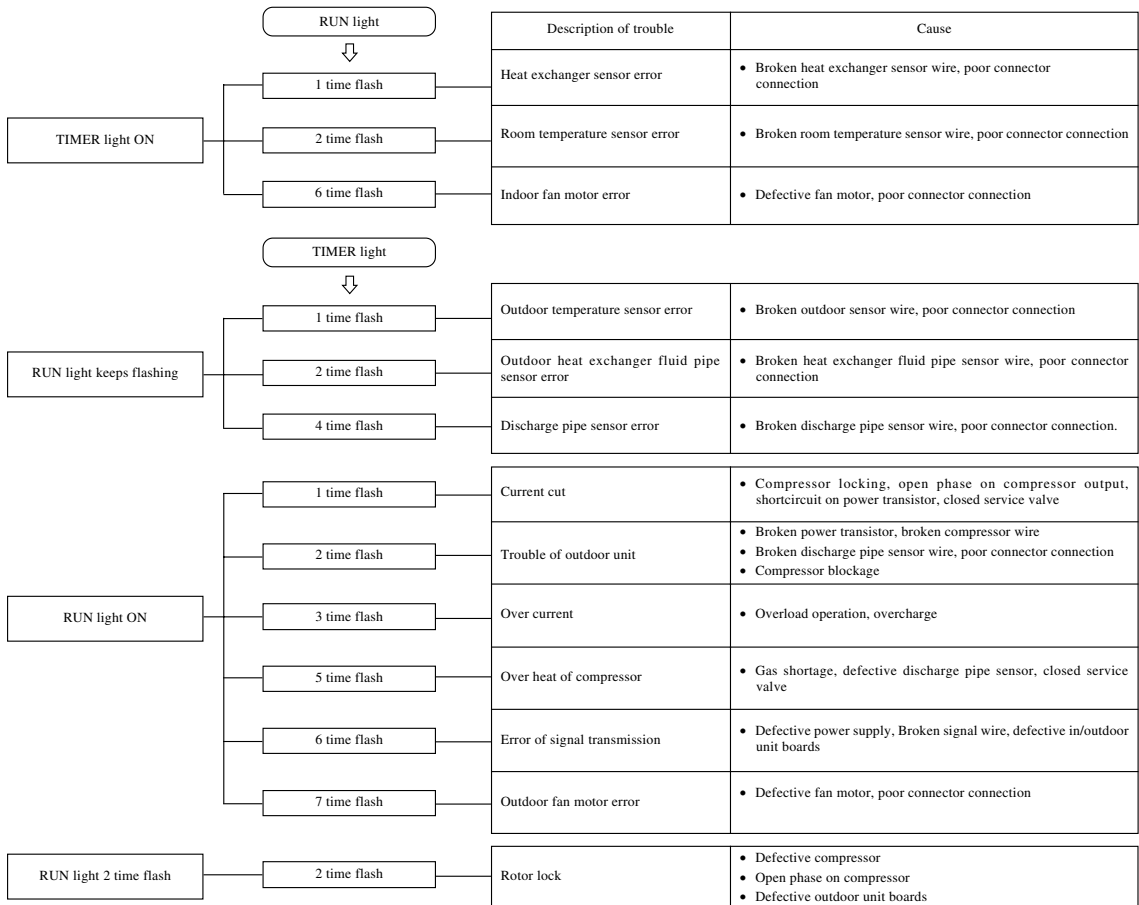 RUN light
Description of trouble
Cause
TIMER light ON
1 time flash
Heat exchanger sensor error
• Broken heat exchanger sensor wire, poor connector
connection
2 time flash
Room temperature sensor error
• Broken room temperature sensor wire, poor connector connection
6 time flash
Indoor fan motor error
• Defective fan motor, poor connector connection
TIMER light
RUN light keeps flashing
1 time flash
Outdoor temperature sensor error
• Broken outdoor sensor wire, poor connector connection
2 time flash
Outdoor heat exchanger fluid pipe
sensor error
• Broken heat exchanger fluid pipe sensor wire, poor connector
connection
4 time flash
Discharge pipe sensor error
• Broken discharge pipe sensor wire, poor connector connection.
RUN light ON
1 time flash
Current cut
• Compressor locking, open phase on compressor output,
shortcircuit on power transistor, closed service valve
2 time flash
Trouble of outdoor unit
• Broken power transistor, broken compressor wire
• Broken discharge pipe sensor wire, poor connector connection
• Compressor blockage
3 time flash
Over current
• Overload operation, overcharge
5 time flash
Over heat of compressor
• Gas shortage, defective discharge pipe sensor, closed service
valve
6 time flash
Error of signal transmission
• Defective power supply, Broken signal wire, defective in/outdoor
unit boards
7 time flash
Outdoor fan motor error
• Defective fan motor, poor connector connection
RUN light 2 time flash
2 time flash
Rotor lock
• Defective compressor
• Open phase on compressor
• Defective outdoor unit boards